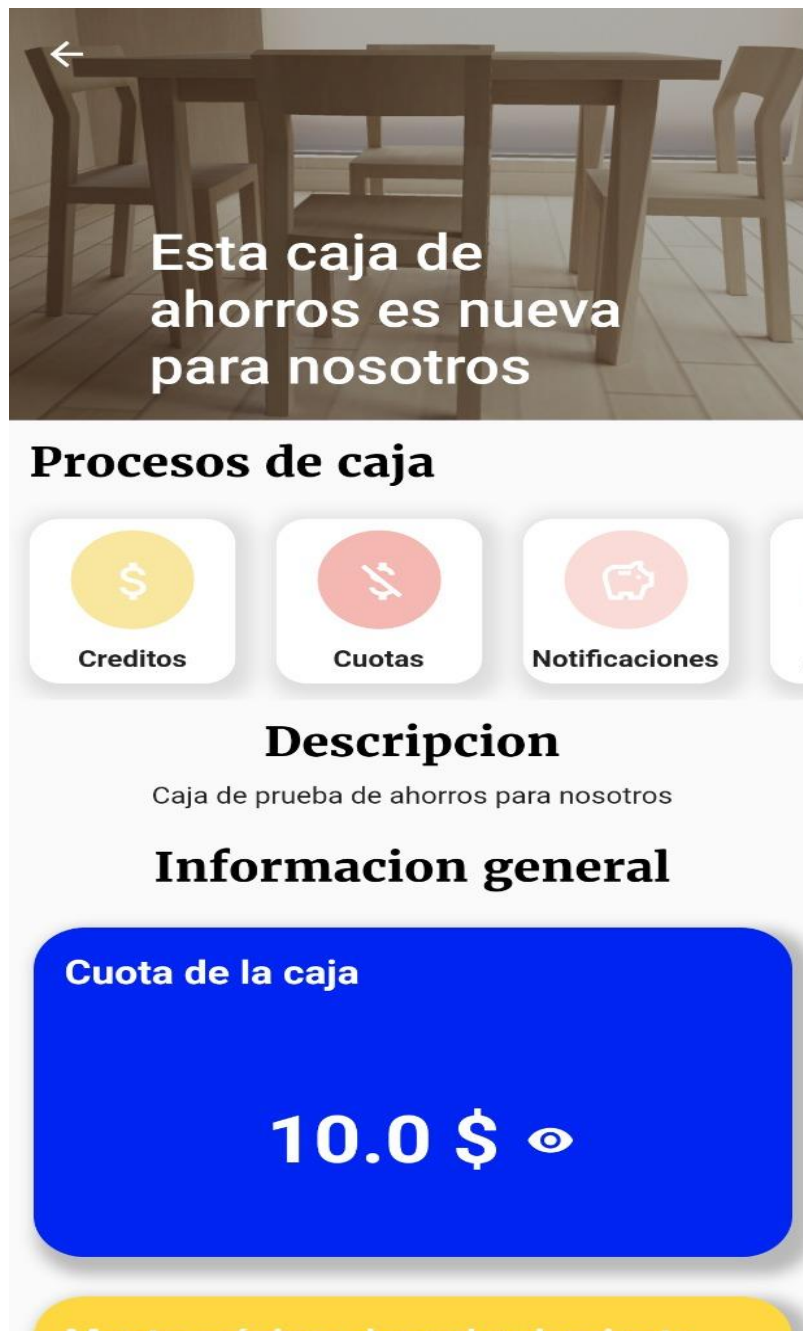 Esta caja de
ahorros es nueva
para nosotros
Procesos de caja
Creditos
Cuotas
Notificaciones
Descripcion
Caja de prueba de ahorros para nosotros
Informacion general
Cuota de la caja
10.0 $